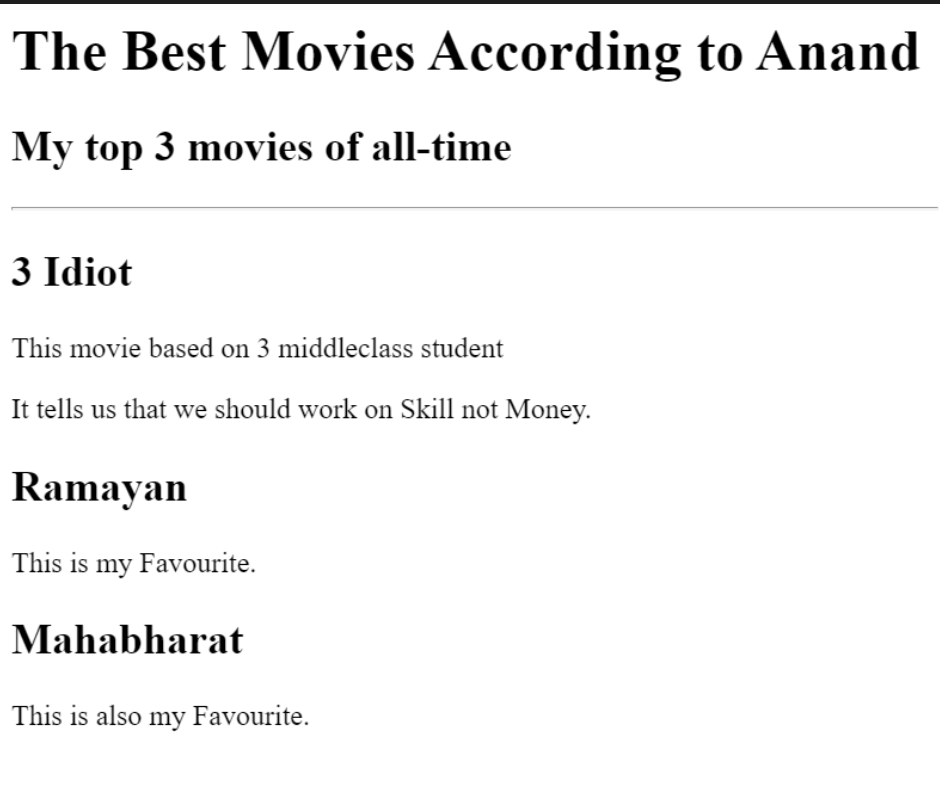 The Best Movies According to Anand
My top 3 movies of all-time
3 Idiot
This movie based on 3 middleclass student
It tells us that we should work on Skill not Money.
Ramayan
This is my Favourite.
Mahabharat
This is also my Favourite.